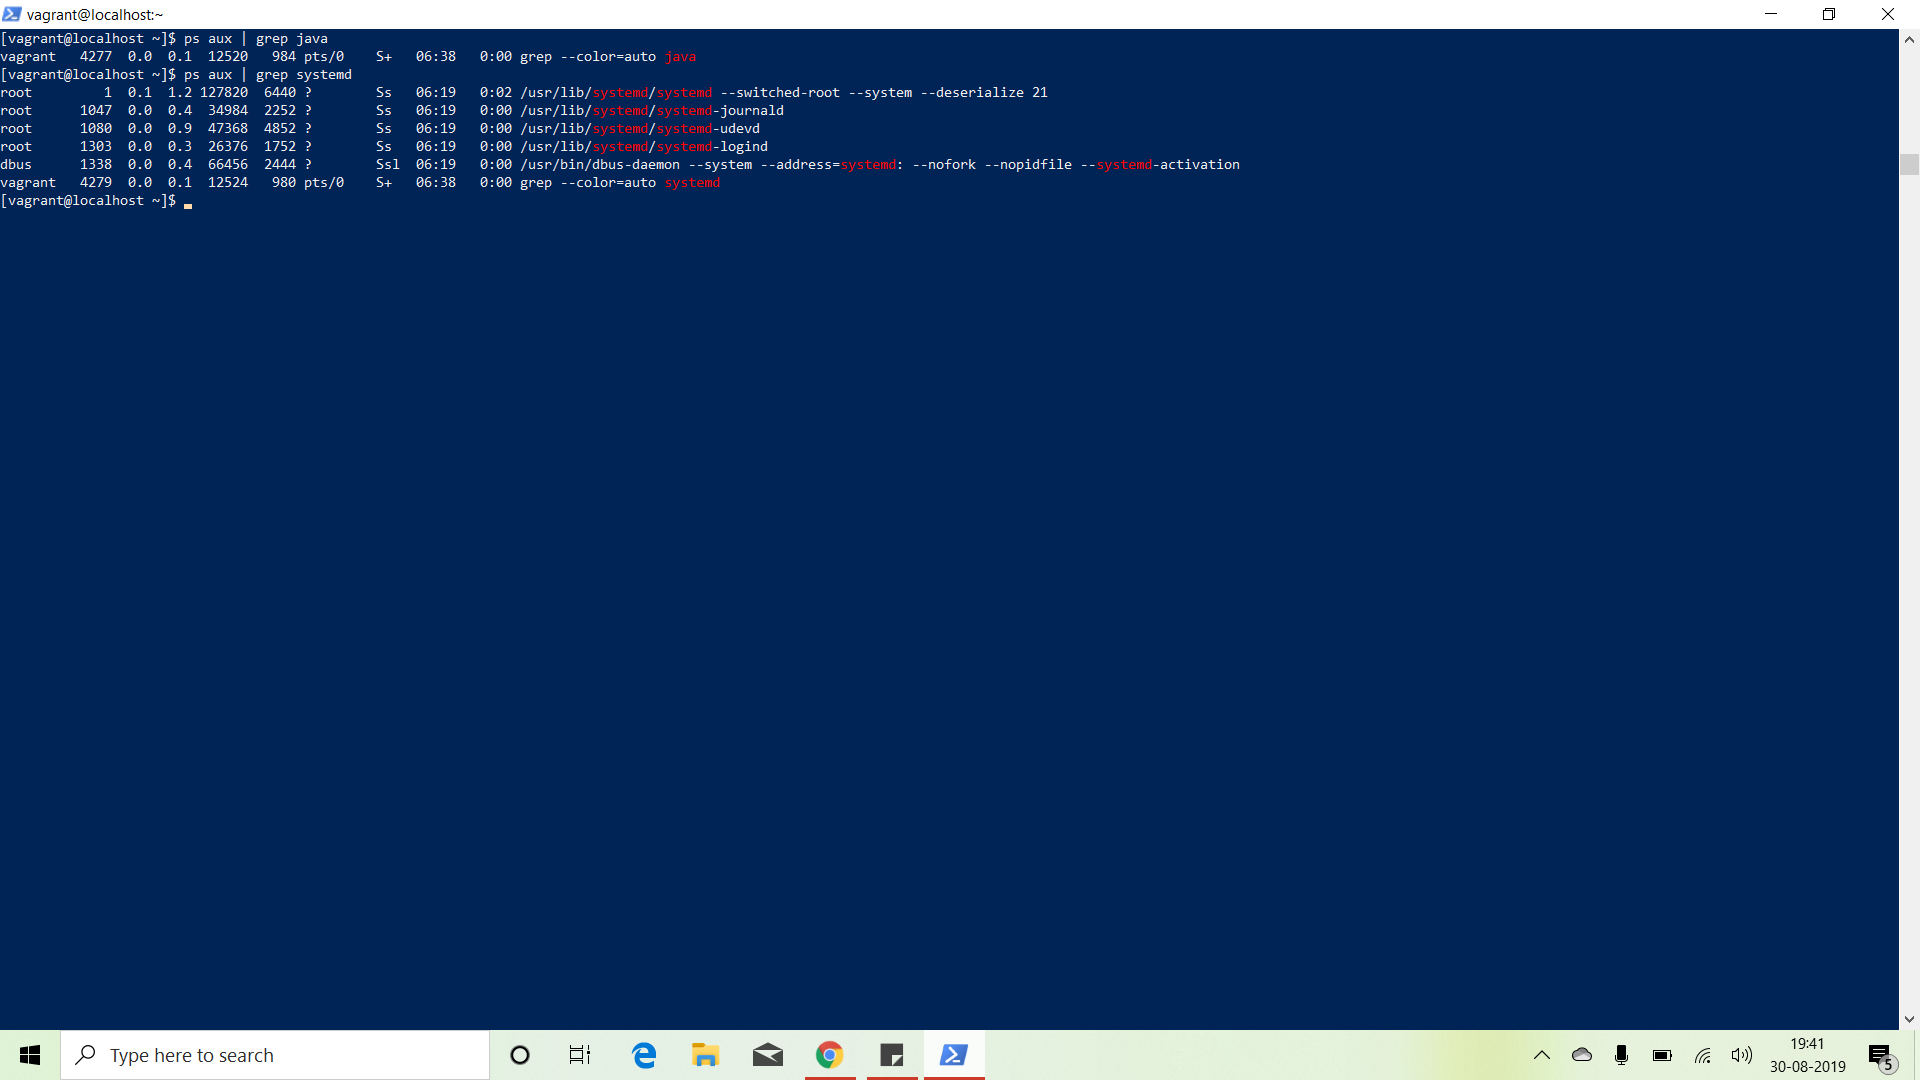 vagrant@localhost:~
[vagrant@localhost ~]$ ps aux | grep java
vagrant   4277  0.0  0.1  12520   984 pts/0    S+   06:38   0:00 grep --color=auto java
[vagrant@localhost ~]$ ps aux | grep systemd
root         1  0.1  1.2 127820  6440 ?        Ss   06:19   0:02 /usr/lib/systemd/systemd --switched-root --system --deserialize 21
root      1047  0.0  0.4  34984  2252 ?        Ss   06:19   0:00 /usr/lib/systemd/systemd-journald
root      1080  0.0  0.9  47368  4852 ?        Ss   06:19   0:00 /usr/lib/systemd/systemd-udevd
root      1303  0.0  0.3  26376  1752 ?        Ss   06:19   0:00 /usr/lib/systemd/systemd-logind
dbus      1338  0.0  0.4  66456  2444 ?        Ssl  06:19   0:00 /usr/bin/dbus-daemon --system --address=systemd: --nofork --nopidfile --systemd-activation
vagrant   4279  0.0  0.1  12524   980 pts/0    S+   06:38   0:00 grep --color=auto systemd
[vagrant@localhost ~]$
Type here to search
19:41
30-08-2019
5